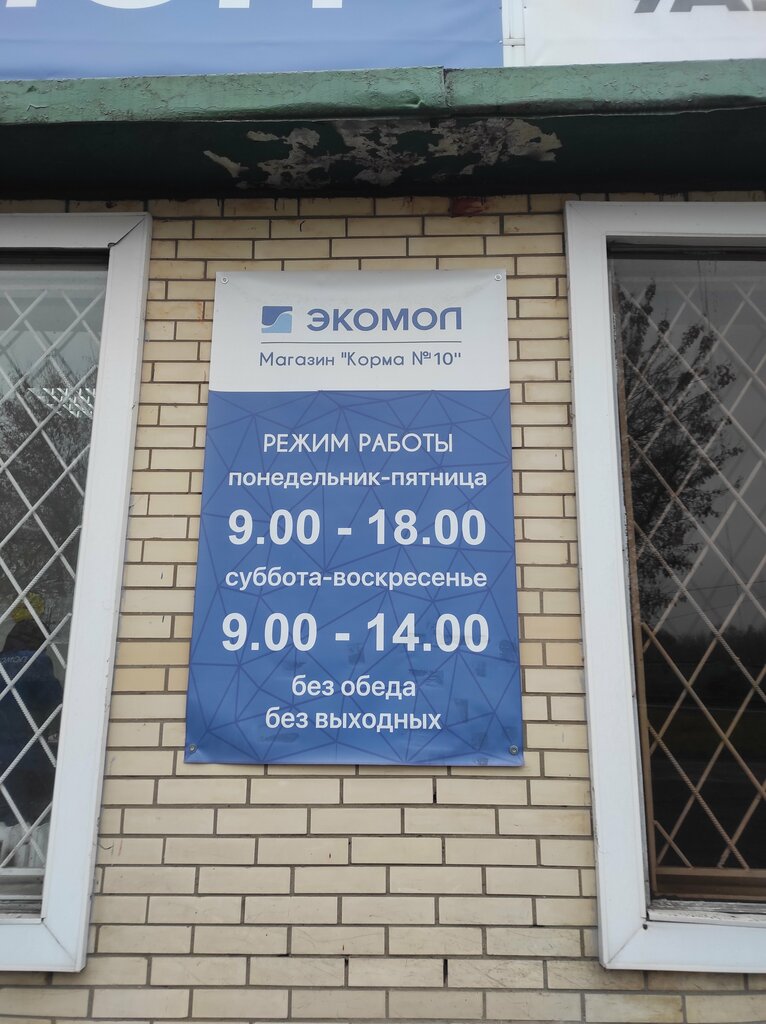 ЭКОМОЛ
Магазин "Корма №10"
РЕЖИМ РАБОТЫ
понедельник-пятница
9.00 - 18.00
суббота-воскресенье
9.00 - 14.00
без обеда
без выходных